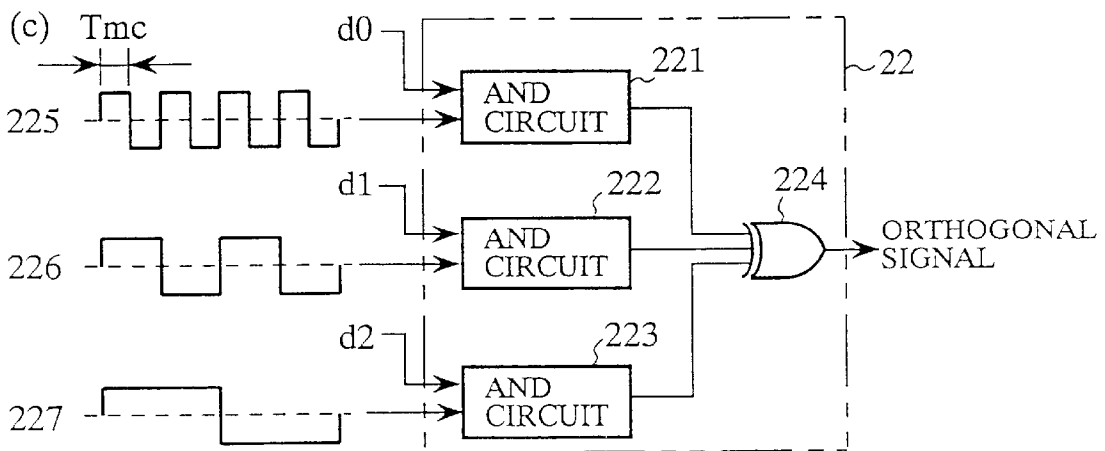 (c)
Tmc
d0
221
22
225
AND
CIRCUIT
d1
222
224
226
AND
CIRCUIT
ORTHOGONAL
SIGNAL
d2
223
227
AND
CIRCUIT